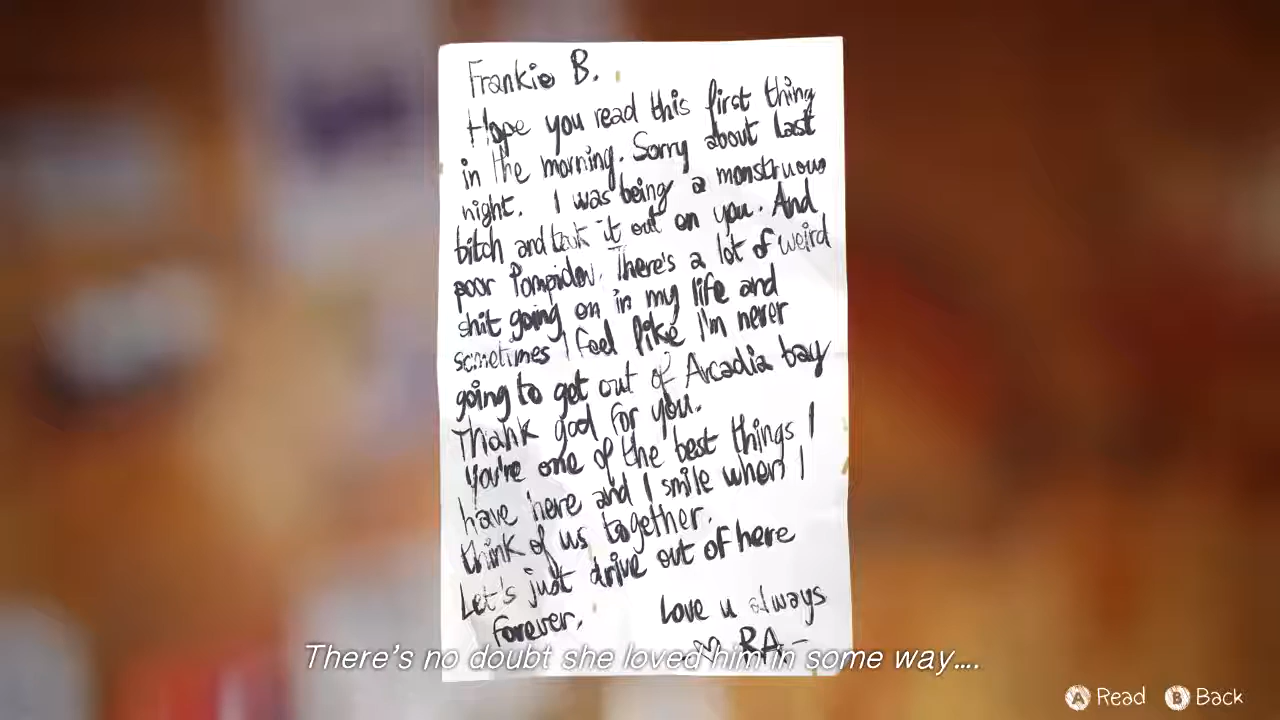 Frankie B.
Hope you read this first thing
in the morning. Sorry about last
night. I was being a monstruous
bitch and took it out on you. And
poor Pompidou. There's a lot of weird
shit going on in my life and
sometimes I feel like I'm never
going to get out of Arcadia bay
Thank god for you.
You're one of the best things I
have here and I smile when I
think of us together.
Let's just drive out of here
forever.
Love u always
♡ RA-
There's no doubt she loved him in some way....
A Read B Back